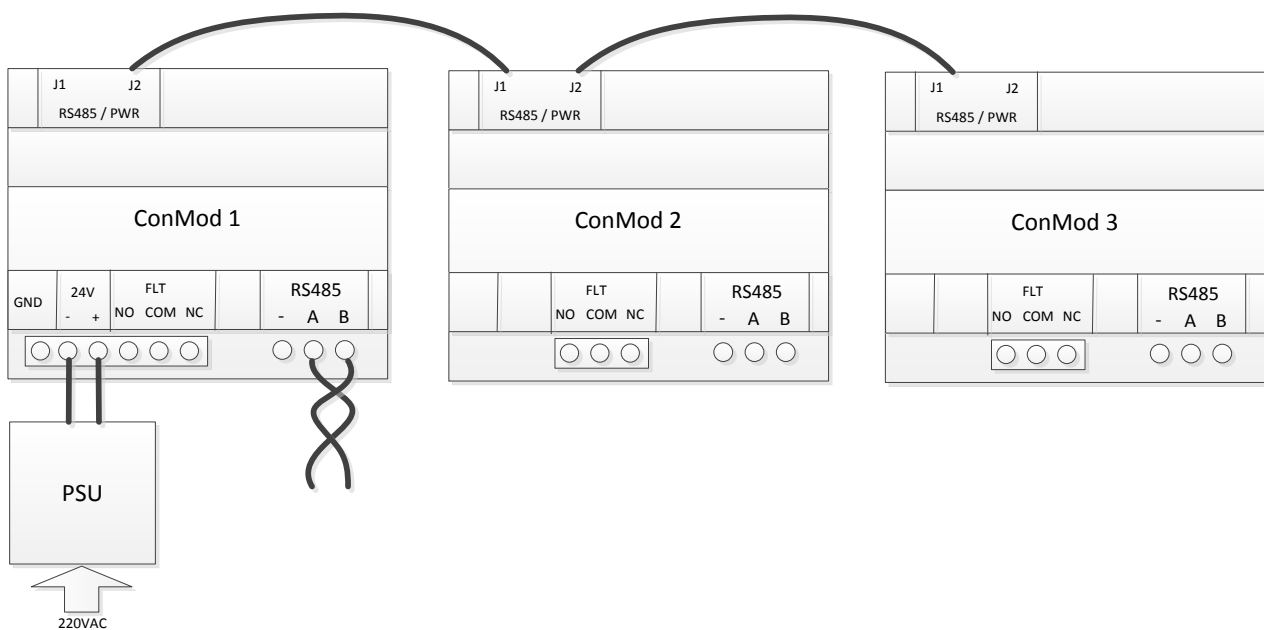 J1 J2
RS485 / PWR
ConMod 1
GND
24V
- +
FLT
NO COM NC
RS485
- A B
PSU
220VAC
J1 J2
RS485 / PWR
ConMod 2
FLT
NO COM NC
RS485
- A B
J1 J2
RS485 / PWR
ConMod 3
FLT
NO COM NC
RS485
- A B